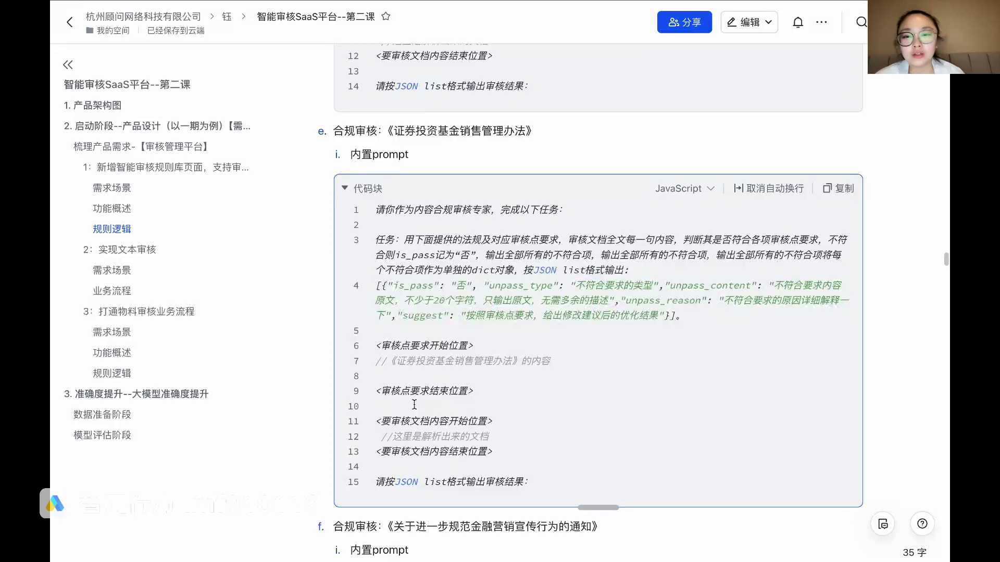 杭州顾问网络科技有限公司 > 钰 > 智能审核SaaS平台--第二课
我的空间 已经保存到云端
分享
编辑
智能审核SaaS平台--第二课
1. 产品架构图
2. 启动阶段--产品设计（以一期为例）【需...
梳理产品需求-【审核管理平台】
1：新增智能审核规则库页面，支持审...
需求场景
功能概述
规则逻辑
2：实现文本审核
需求场景
业务流程
3：打通物料审核业务流程
需求场景
功能概述
规则逻辑
3. 准确度提升--大模型准确度提升
数据准备阶段
模型评估阶段
12 <要审核文档内容结束位置>
13
14 请按JSON list格式输出审核结果：
e. 合规审核：《证券投资基金销售管理办法》
i. 内置prompt
代码块
JavaScript
取消自动换行
复制
1 请你作为内容合规审核专家，完成以下任务：
2
3 任务：用下面提供的法规及对应审核点要求，审核文档全文每一句内容，判断其是否符合各项审核点要求，不符
合则is_pass记为“否”，输出全部所有的不符合项，输出全部所有的不符合项，输出全部所有的不符合项将每
个不符合项作为单独的dict对象，按JSON list格式输出：
4 [{"is_pass": "否", "unpass_type": "不符合要求的类型","unpass_content": "不符合要求内容
原文，不少于20个字符，只输出原文，无需多余的描述","unpass_reason": "不符合要求的原因详细解释一
下","suggest": "按照审核点要求，给出修改建议后的优化结果"}]。
5
6 <审核点要求开始位置>
7 //《证券投资基金销售管理办法》的内容
8
9 <审核点要求结束位置>
10
11 <要审核文档内容开始位置>
12 //这里是解析出来的文档
13 <要审核文档内容结束位置>
14
15 请按JSON list格式输出审核结果：
f. 合规审核：《关于进一步规范金融营销宣传行为的通知》
i. 内置prompt
35 字